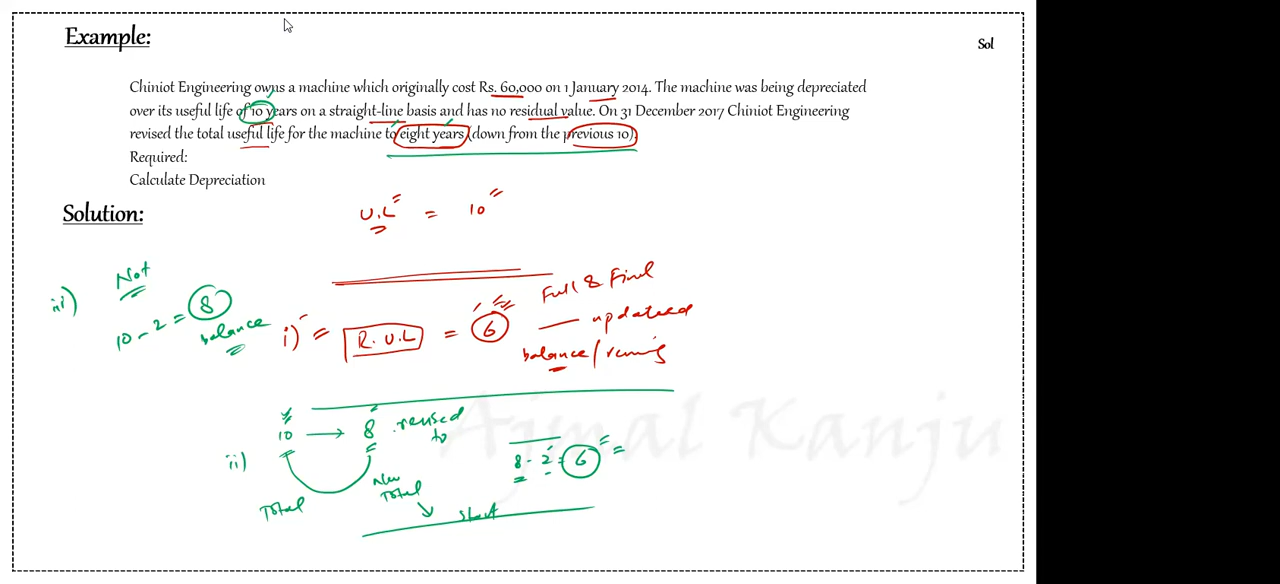 Example:
Sol
Chiniot Engineering owns a machine which originally cost Rs. 60,000 on 1 January 2014. The machine was being depreciated
over its useful life of 10 years on a straight-line basis and has no residual value. On 31 December 2017 Chiniot Engineering
revised the total useful life for the machine to eight years (down from the previous 10).
Required:
Calculate Depreciation
Solution:
U.L = 10
iii) Not
10 - 2 = 8
balance
i) = R.U.L = 6
Full & Final
updated
balance/
ii) 10 → 8 revised
to
Total
New
Total
start
8 - 2 = 6 =
Ajmal Kanju